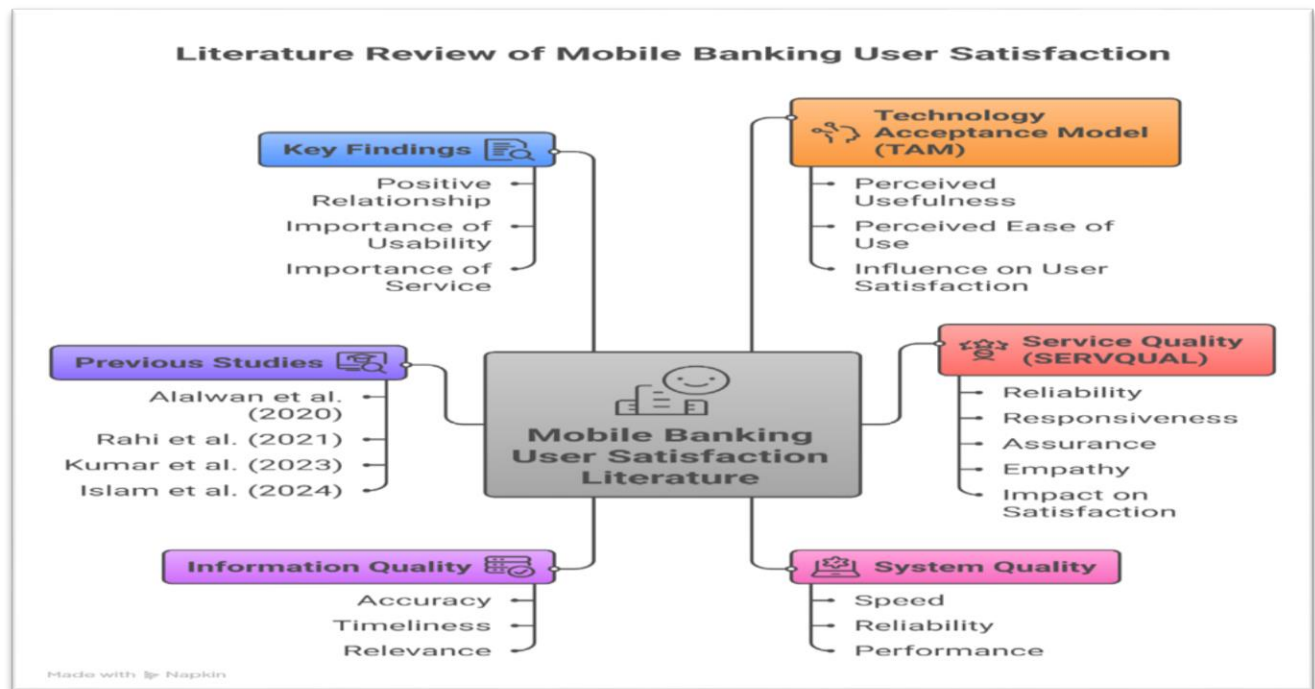 Literature Review of Mobile Banking User Satisfaction
Key Findings
Positive
Relationship
Importance of
Usability
Importance of
Service
Technology
Acceptance Model
(TAM)
Perceived
Usefulness
Perceived Ease of
Use
Influence on User
Satisfaction
Previous Studies
Alalwan et al.
(2020)
Rahi et al. (2021)
Kumar et al. (2023)
Islam et al. (2024)
Mobile Banking
User Satisfaction
Literature
Service Quality
(SERVQUAL)
Reliability
Responsiveness
Assurance
Empathy
Impact on
Satisfaction
Information Quality
Accuracy
Timeliness
Relevance
System Quality
Speed
Reliability
Performance
Made with Napkin